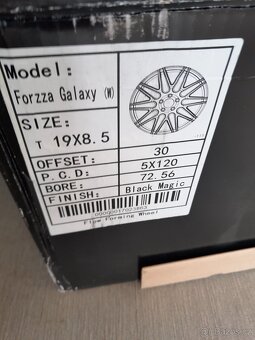 Model:
Forzza Galaxy (W)
SIZE:
T 19X8.5
OFFSET: 30
P.C.D: 5X120
BORE: 72.56
FINISH: Black Magic
Flow Forming Wheel